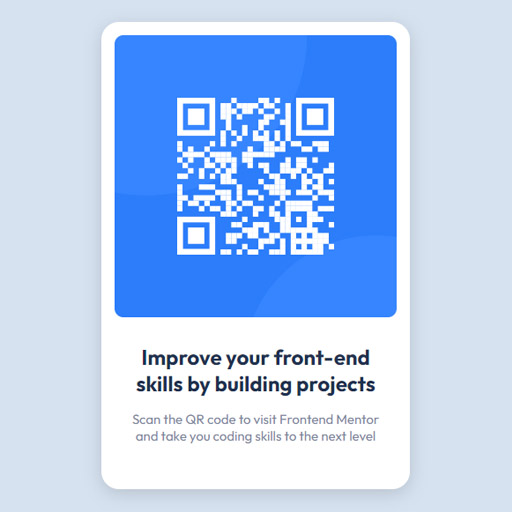 Improve your front-end
skills by building projects
Scan the QR code to visit Frontend Mentor
and take you coding skills to the next level